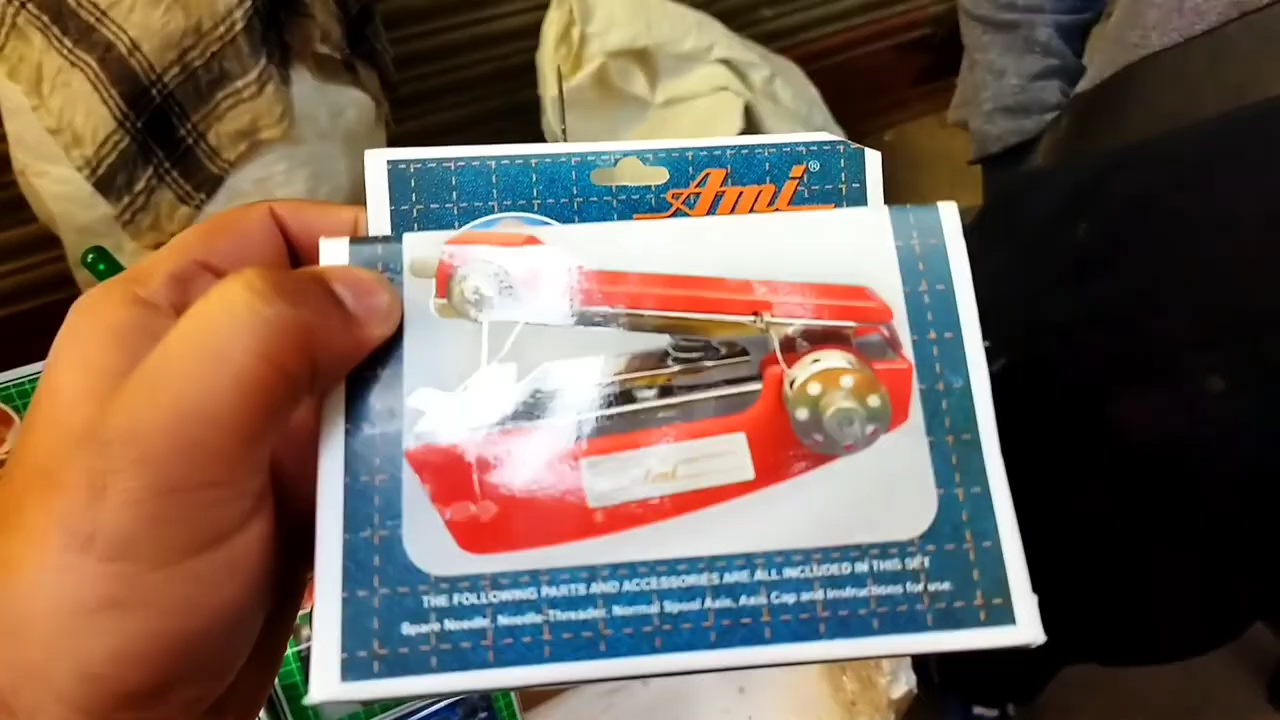 Ami®
Ami
THE FOLLOWING PARTS AND ACCESSORIES ARE ALL INCLUDED IN THIS SET
Spare Needle, Needle-Threader, Normal Spool Axis, Axis Cap and Instructions for use.